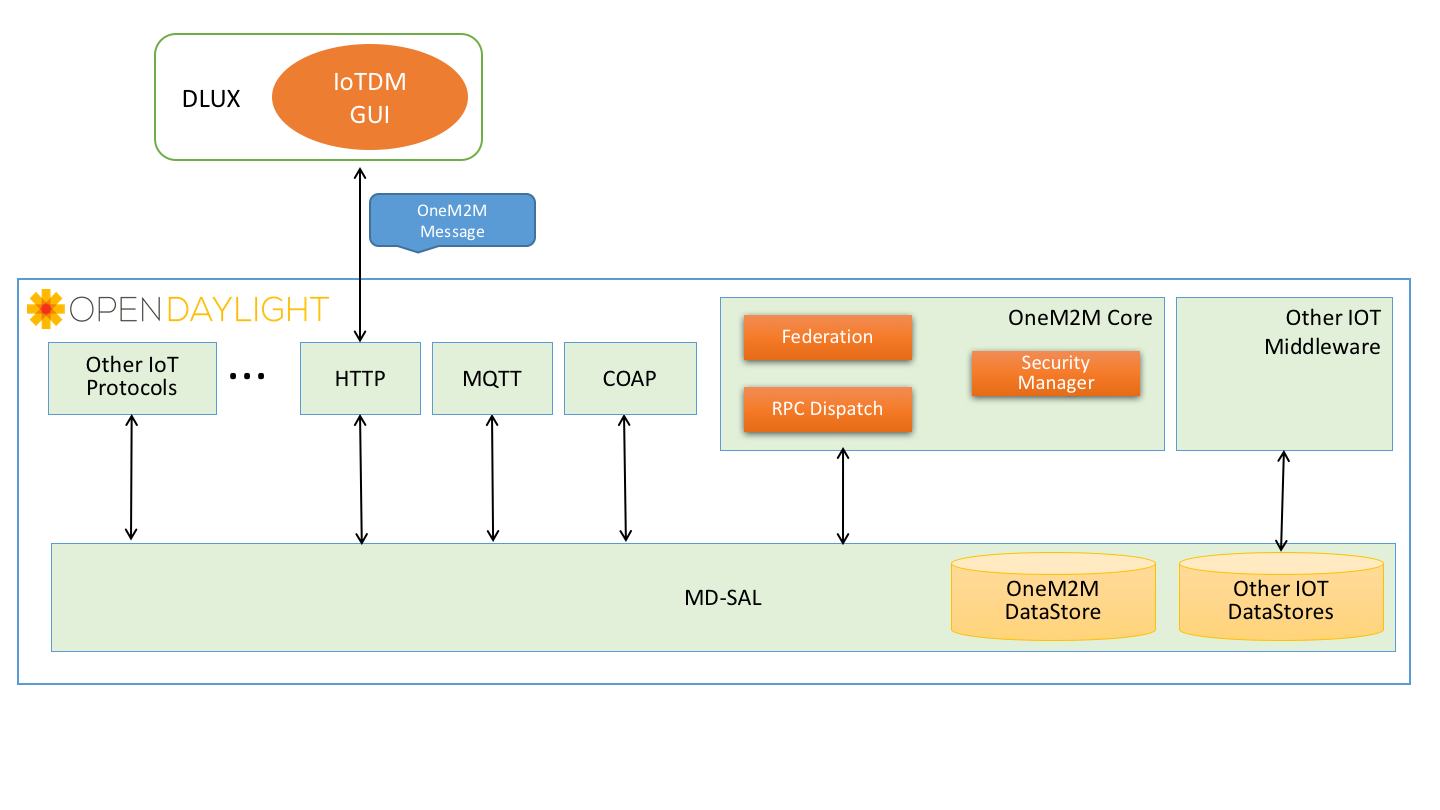 DLUX
IoTDM
GUI
OneM2M
Message
OPENDAYLIGHT
Other IoT
Protocols
...
HTTP
MQTT
COAP
Federation
RPC Dispatch
OneM2M Core
Security
Manager
Other IOT
Middleware
MD-SAL
OneM2M
DataStore
Other IOT
DataStores